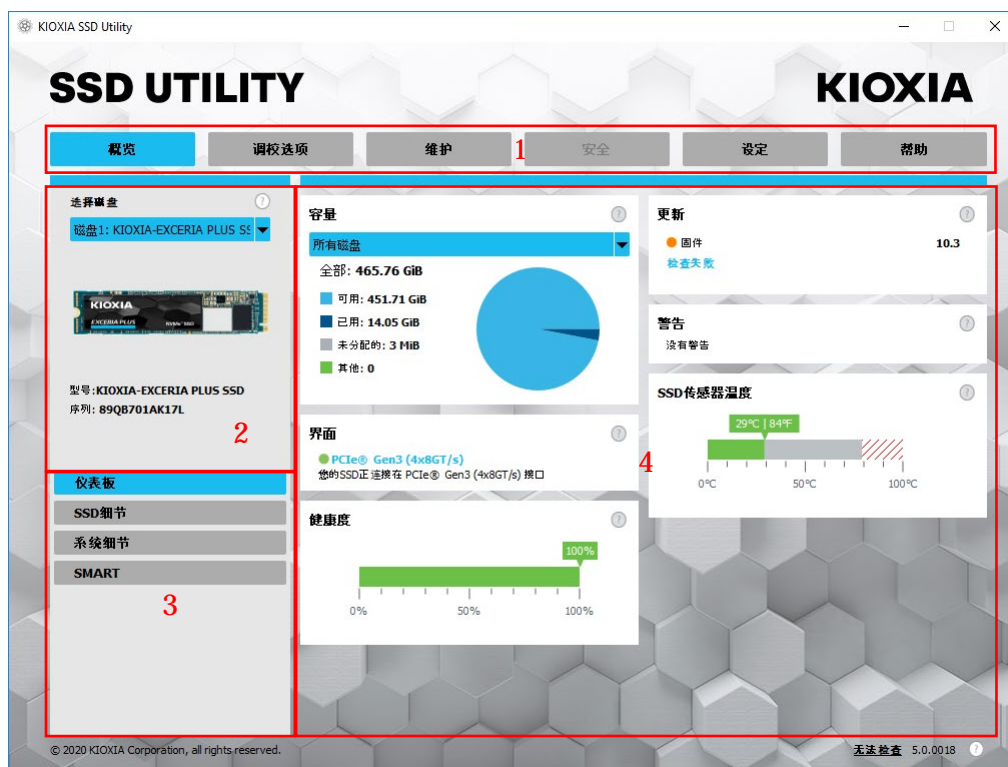 KIOXIA SSD Utility
SSD UTILITY
KIOXIA
概览 调校选项 维护 1 安全 设定 帮助
选择磁盘 ?
磁盘1: KIOXIA-EXCERIA PLUS SS
KIOXIA
EXCERIA PLUS NVMe™ SSD
型号:KIOXIA-EXCERIA PLUS SSD
序列: 89QB701AK17L
2
仪表板
SSD细节
系统细节
SMART
3
容量 ?
所有磁盘
全部: 465.76 GiB
可用: 451.71 GiB
已用: 14.05 GiB
未分配的: 3 MiB
其他: 0
界面 ?
PCIe® Gen3 (4x8GT/s)
您的SSD正连接在 PCIe® Gen3 (4x8GT/s) 接口
健康度 ?
100%
0% 50% 100%
4
更新 ?
固件 10.3
检查失败
警告 ?
没有警告
SSD传感器温度 ?
29℃ | 84℉
0℃ 50℃ 100℃
© 2020 KIOXIA Corporation, all rights reserved.
无法检查 5.0.0018 ?